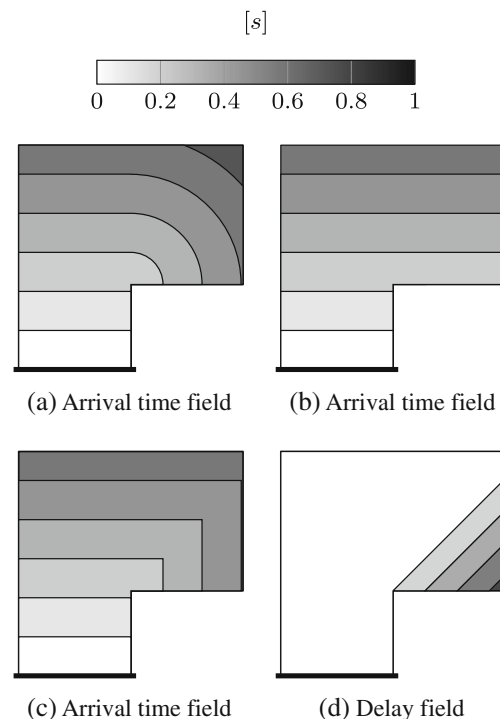 [s]
0 0.2 0.4 0.6 0.8 1
(a) Arrival time field
(b) Arrival time field
(c) Arrival time field
(d) Delay field